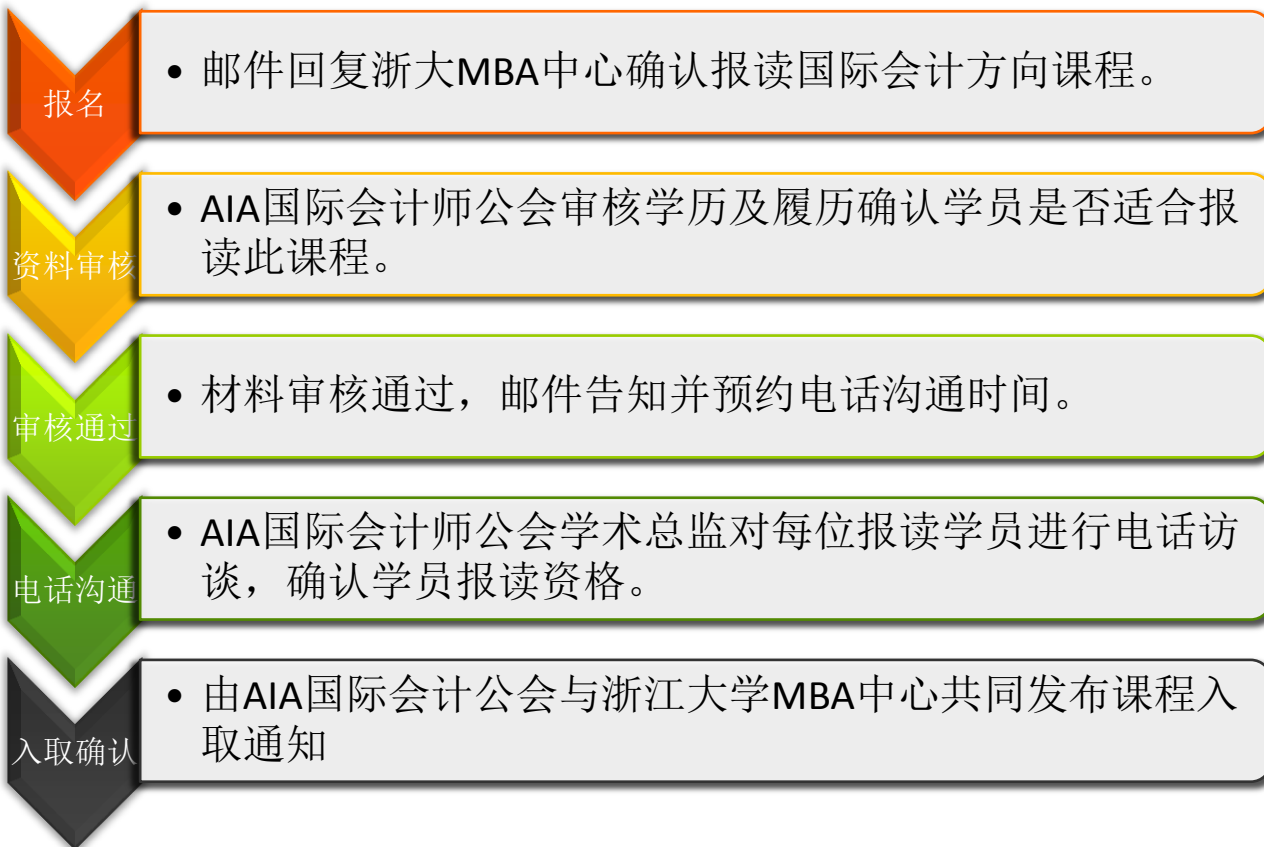 报名
• 邮件回复浙大MBA中心确认报读国际会计方向课程。
资料审核
• AIA国际会计师公会审核学历及履历确认学员是否适合报
读此课程。
审核通过
• 材料审核通过，邮件告知并预约电话沟通时间。
电话沟通
• AIA国际会计师公会学术总监对每位报读学员进行电话访
谈，确认学员报读资格。
入取确认
• 由AIA国际会计公会与浙江大学MBA中心共同发布课程入
取通知